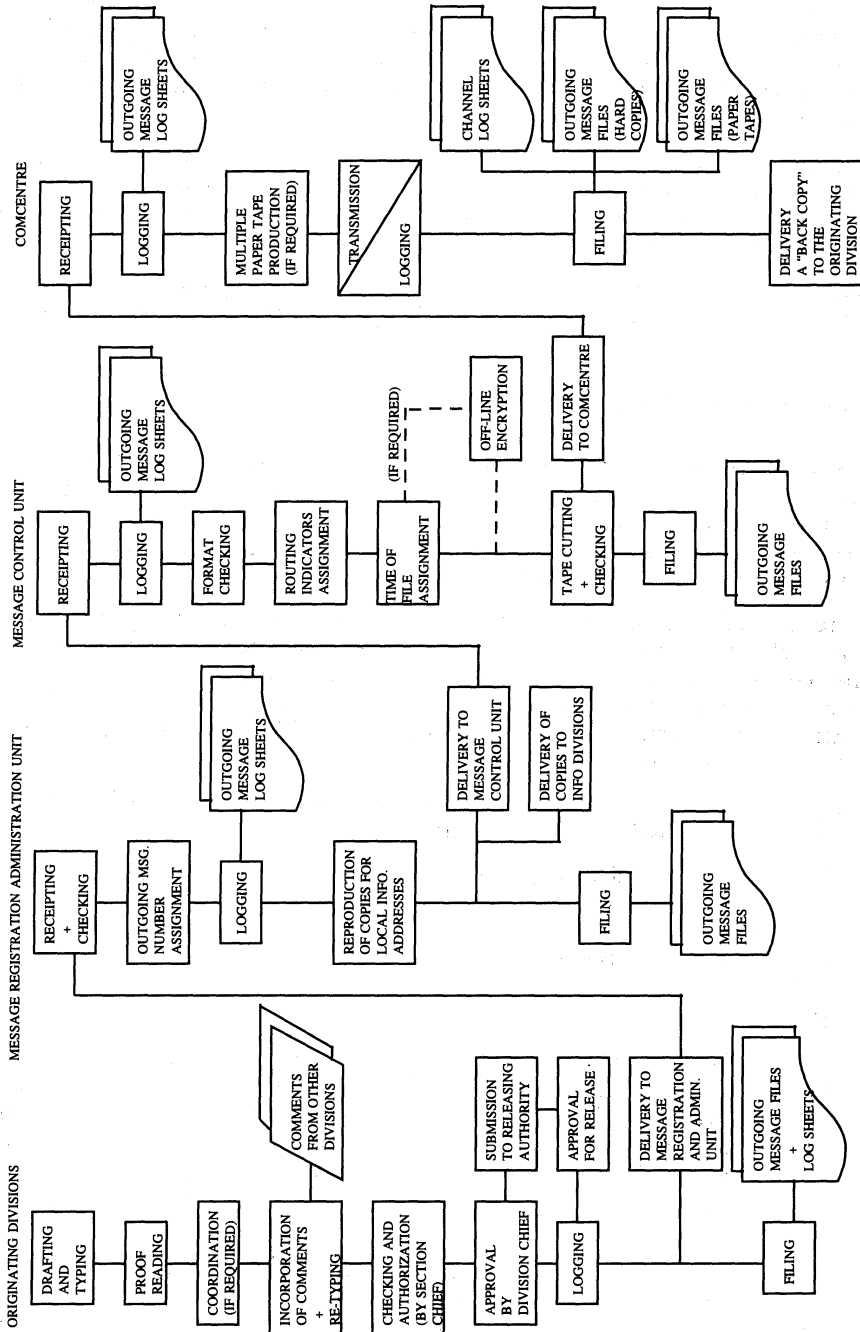 ORIGINATING DIVISIONS
DRAFTING
AND
TYPING
PROOF
READING
COORDINATION
(IF REQUIRED)
INCORPORATION
OF COMMENTS
+
RE-TYPING
COMMENTS
FROM OTHER
DIVISIONS
CHECKING AND
AUTHORIZATION
(BY SECTION
CHIEF)
APPROVAL
BY
DIVISION CHIEF
SUBMISSION
TO RELEASING
AUTHORITY
APPROVAL
FOR RELEASE
LOGGING
DELIVERY TO
MESSAGE
REGISTRATION
AND ADMIN.
UNIT
FILING
OUTGOING
MESSAGE FILES
+
LOG SHEETS
MESSAGE REGISTRATION ADMINISTRATION UNIT
RECEIPTING
+
CHECKING
OUTGOING MSG.
NUMBER
ASSIGNMENT
LOGGING
OUTGOING
MESSAGE
LOG SHEETS
REPRODUCTION
OF COPIES FOR
LOCAL INFO.
ADDRESSES
DELIVERY TO
MESSAGE
CONTROL UNIT
DELIVERY OF
COPIES TO
INFO DIVISIONS
FILING
OUTGOING
MESSAGE
FILES
MESSAGE CONTROL UNIT
RECEIPTING
LOGGING
OUTGOING
MESSAGE
LOG SHEETS
FORMAT
CHECKING
ROUTING
INDICATORS
ASSIGNMENT
TIME OF
FILE
ASSIGNMENT
(IF REQUIRED)
OFF-LINE
ENCRYPTION
TAPE CUTTING
+
CHECKING
DELIVERY
TO COMCENTRE
FILING
OUTGOING
MESSAGE
FILES
COMCENTRE
RECEIPTING
LOGGING
OUTGOING
MESSAGE
LOG SHEETS
MULTIPLE
PAPER TAPE
PRODUCTION
(IF REQUIRED)
TRANSMISSION
LOGGING
CHANNEL
LOG SHEETS
OUTGOING
MESSAGE
FILES
(HARD
COPIES)
OUTGOING
MESSAGE
FILES
(PAPER
TAPES)
FILING
DELIVERY
A "BACK COPY"
TO THE
ORIGINATING
DIVISION